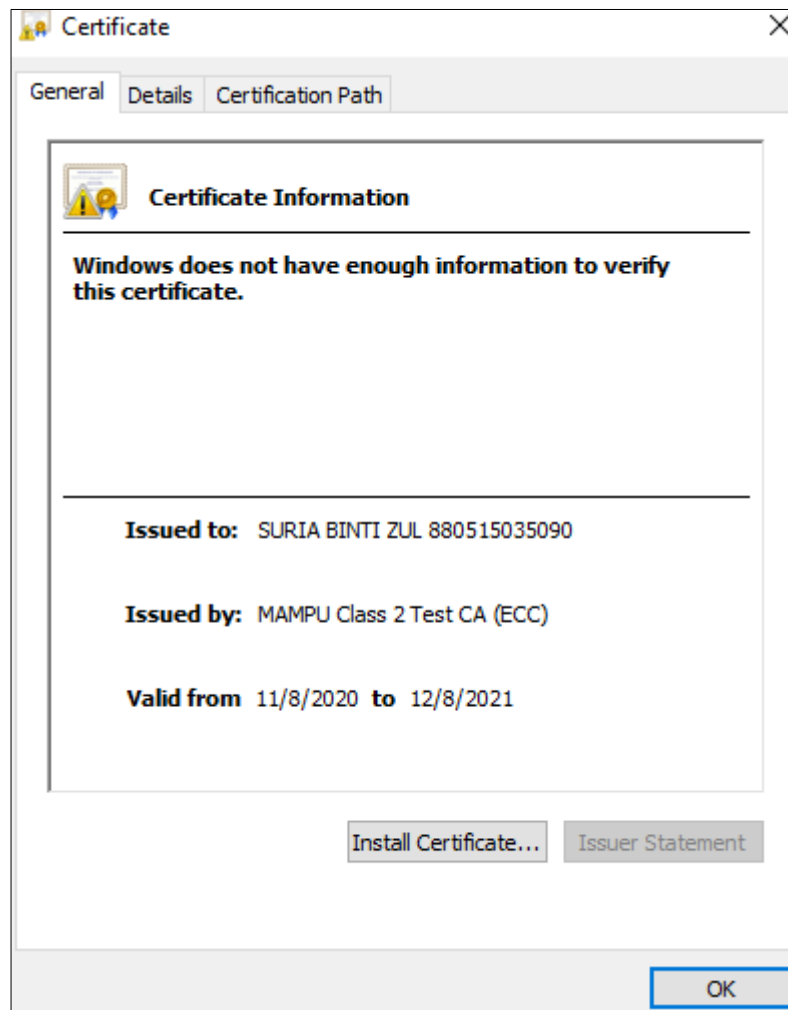 Certificate
General Details Certification Path
Certificate Information
Windows does not have enough information to verify
this certificate.
Issued to: SURIA BINTI ZUL 880515035090
Issued by: MAMPU Class 2 Test CA (ECC)
Valid from 11/8/2020 to 12/8/2021
Install Certificate... Issuer Statement
OK